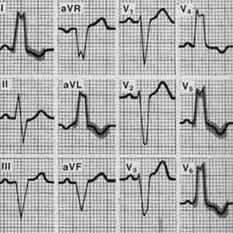 I aVR V₁ V₄
II aVL V₂ V₅
III aVF V₃ V₆